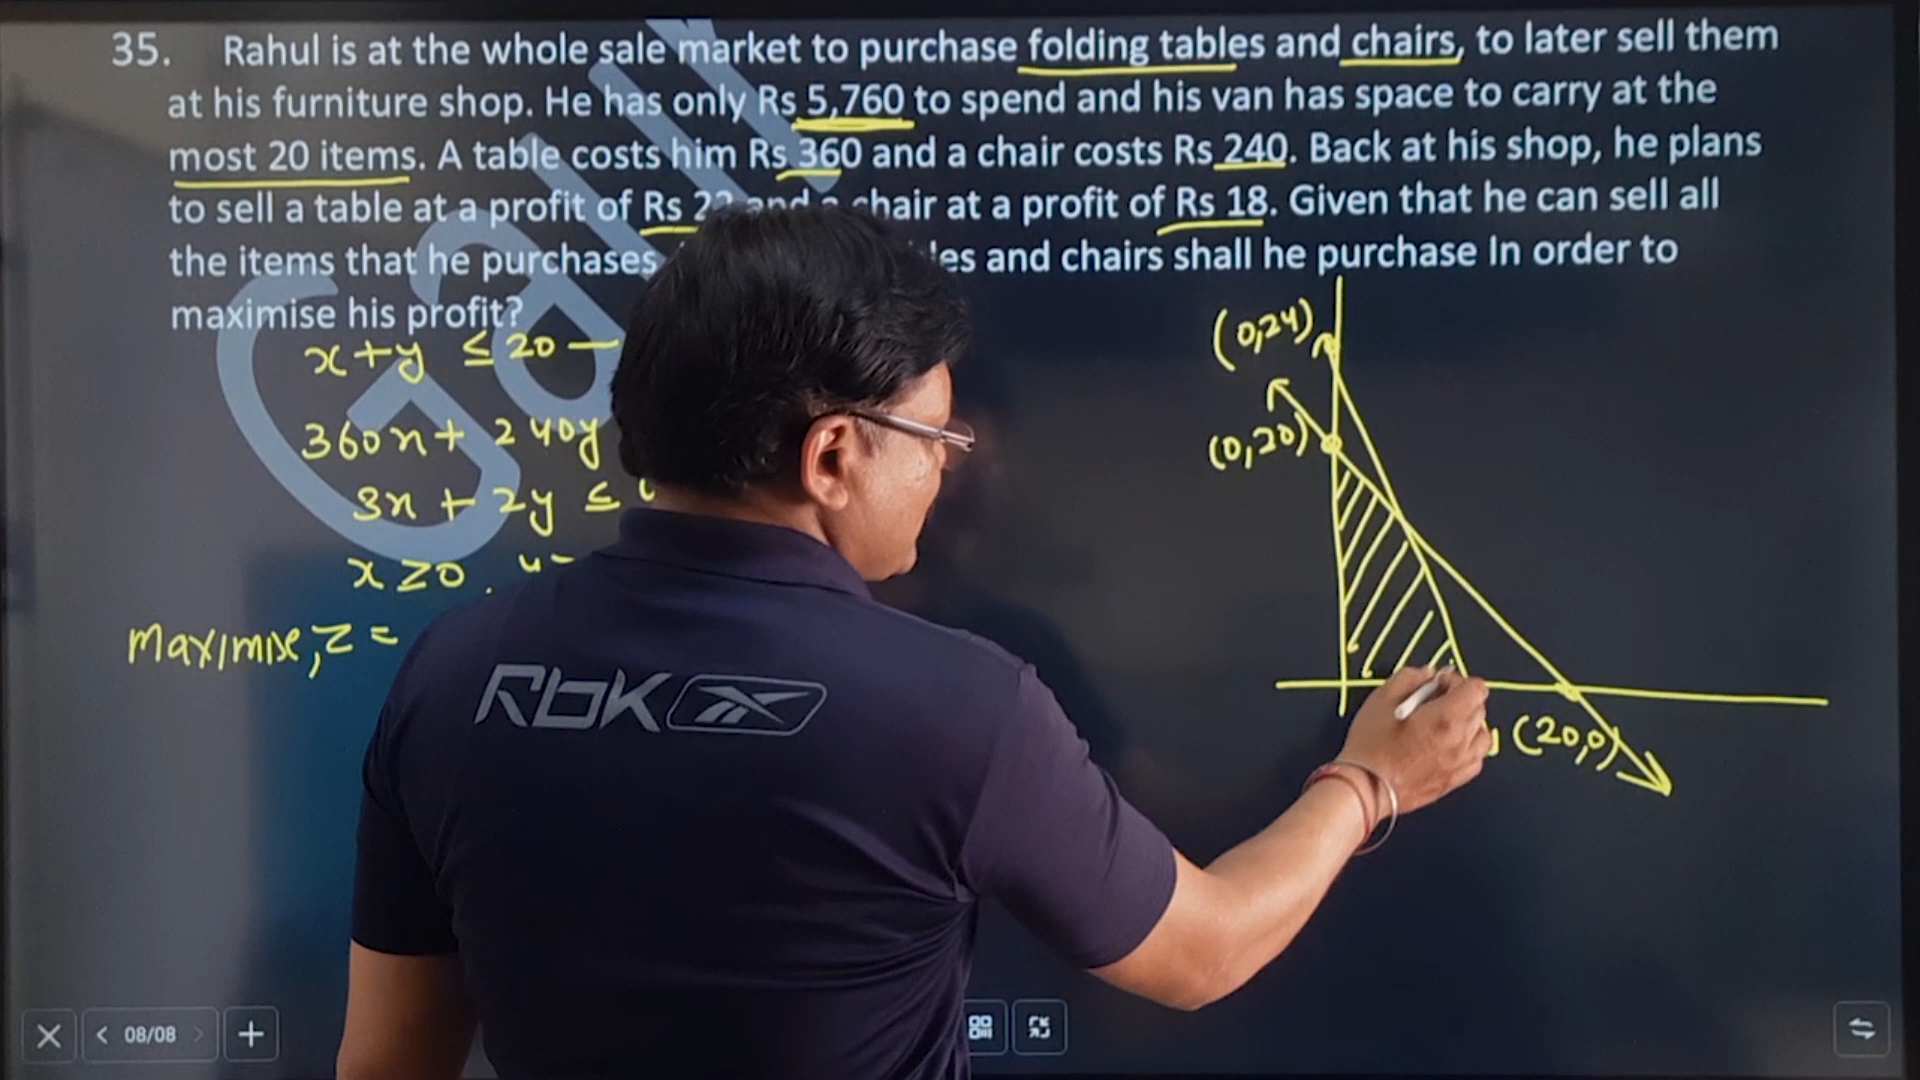 35. Rahul is at the whole sale market to purchase folding tables and chairs, to later sell them
at his furniture shop. He has only Rs 5,760 to spend and his van has space to carry at the
most 20 items. A table costs him Rs 360 and a chair costs Rs 240. Back at his shop, he plans
to sell a table at a profit of Rs chair at a profit of Rs 18. Given that he can sell all
the items that he purchases and chairs shall he purchase In order to
maximise his profit?
x+y ≤ 20 —
360x+ 240y
3x + 2y ≤
x ≥0 .
Maximise, Z =
(0,24)
(0,20)
(20,0)
RbK
08/08